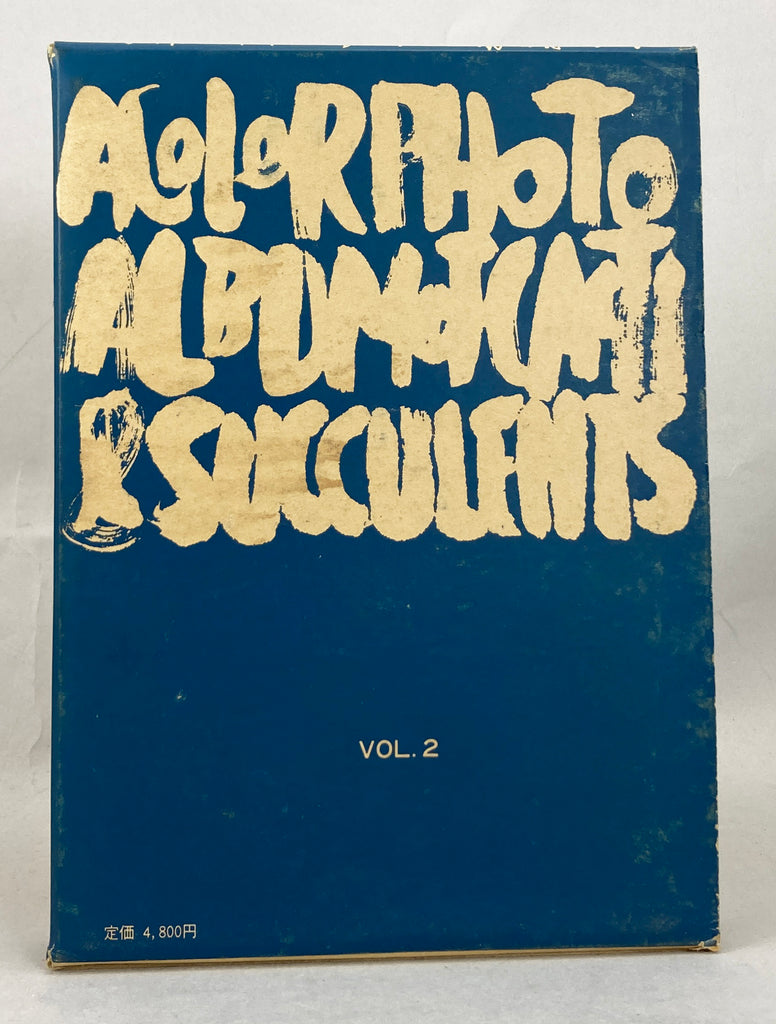 A COLOR PHOTO
ALBUM OF CACTI
& SUCCULENTS
VOL. 2
定価 4,800円